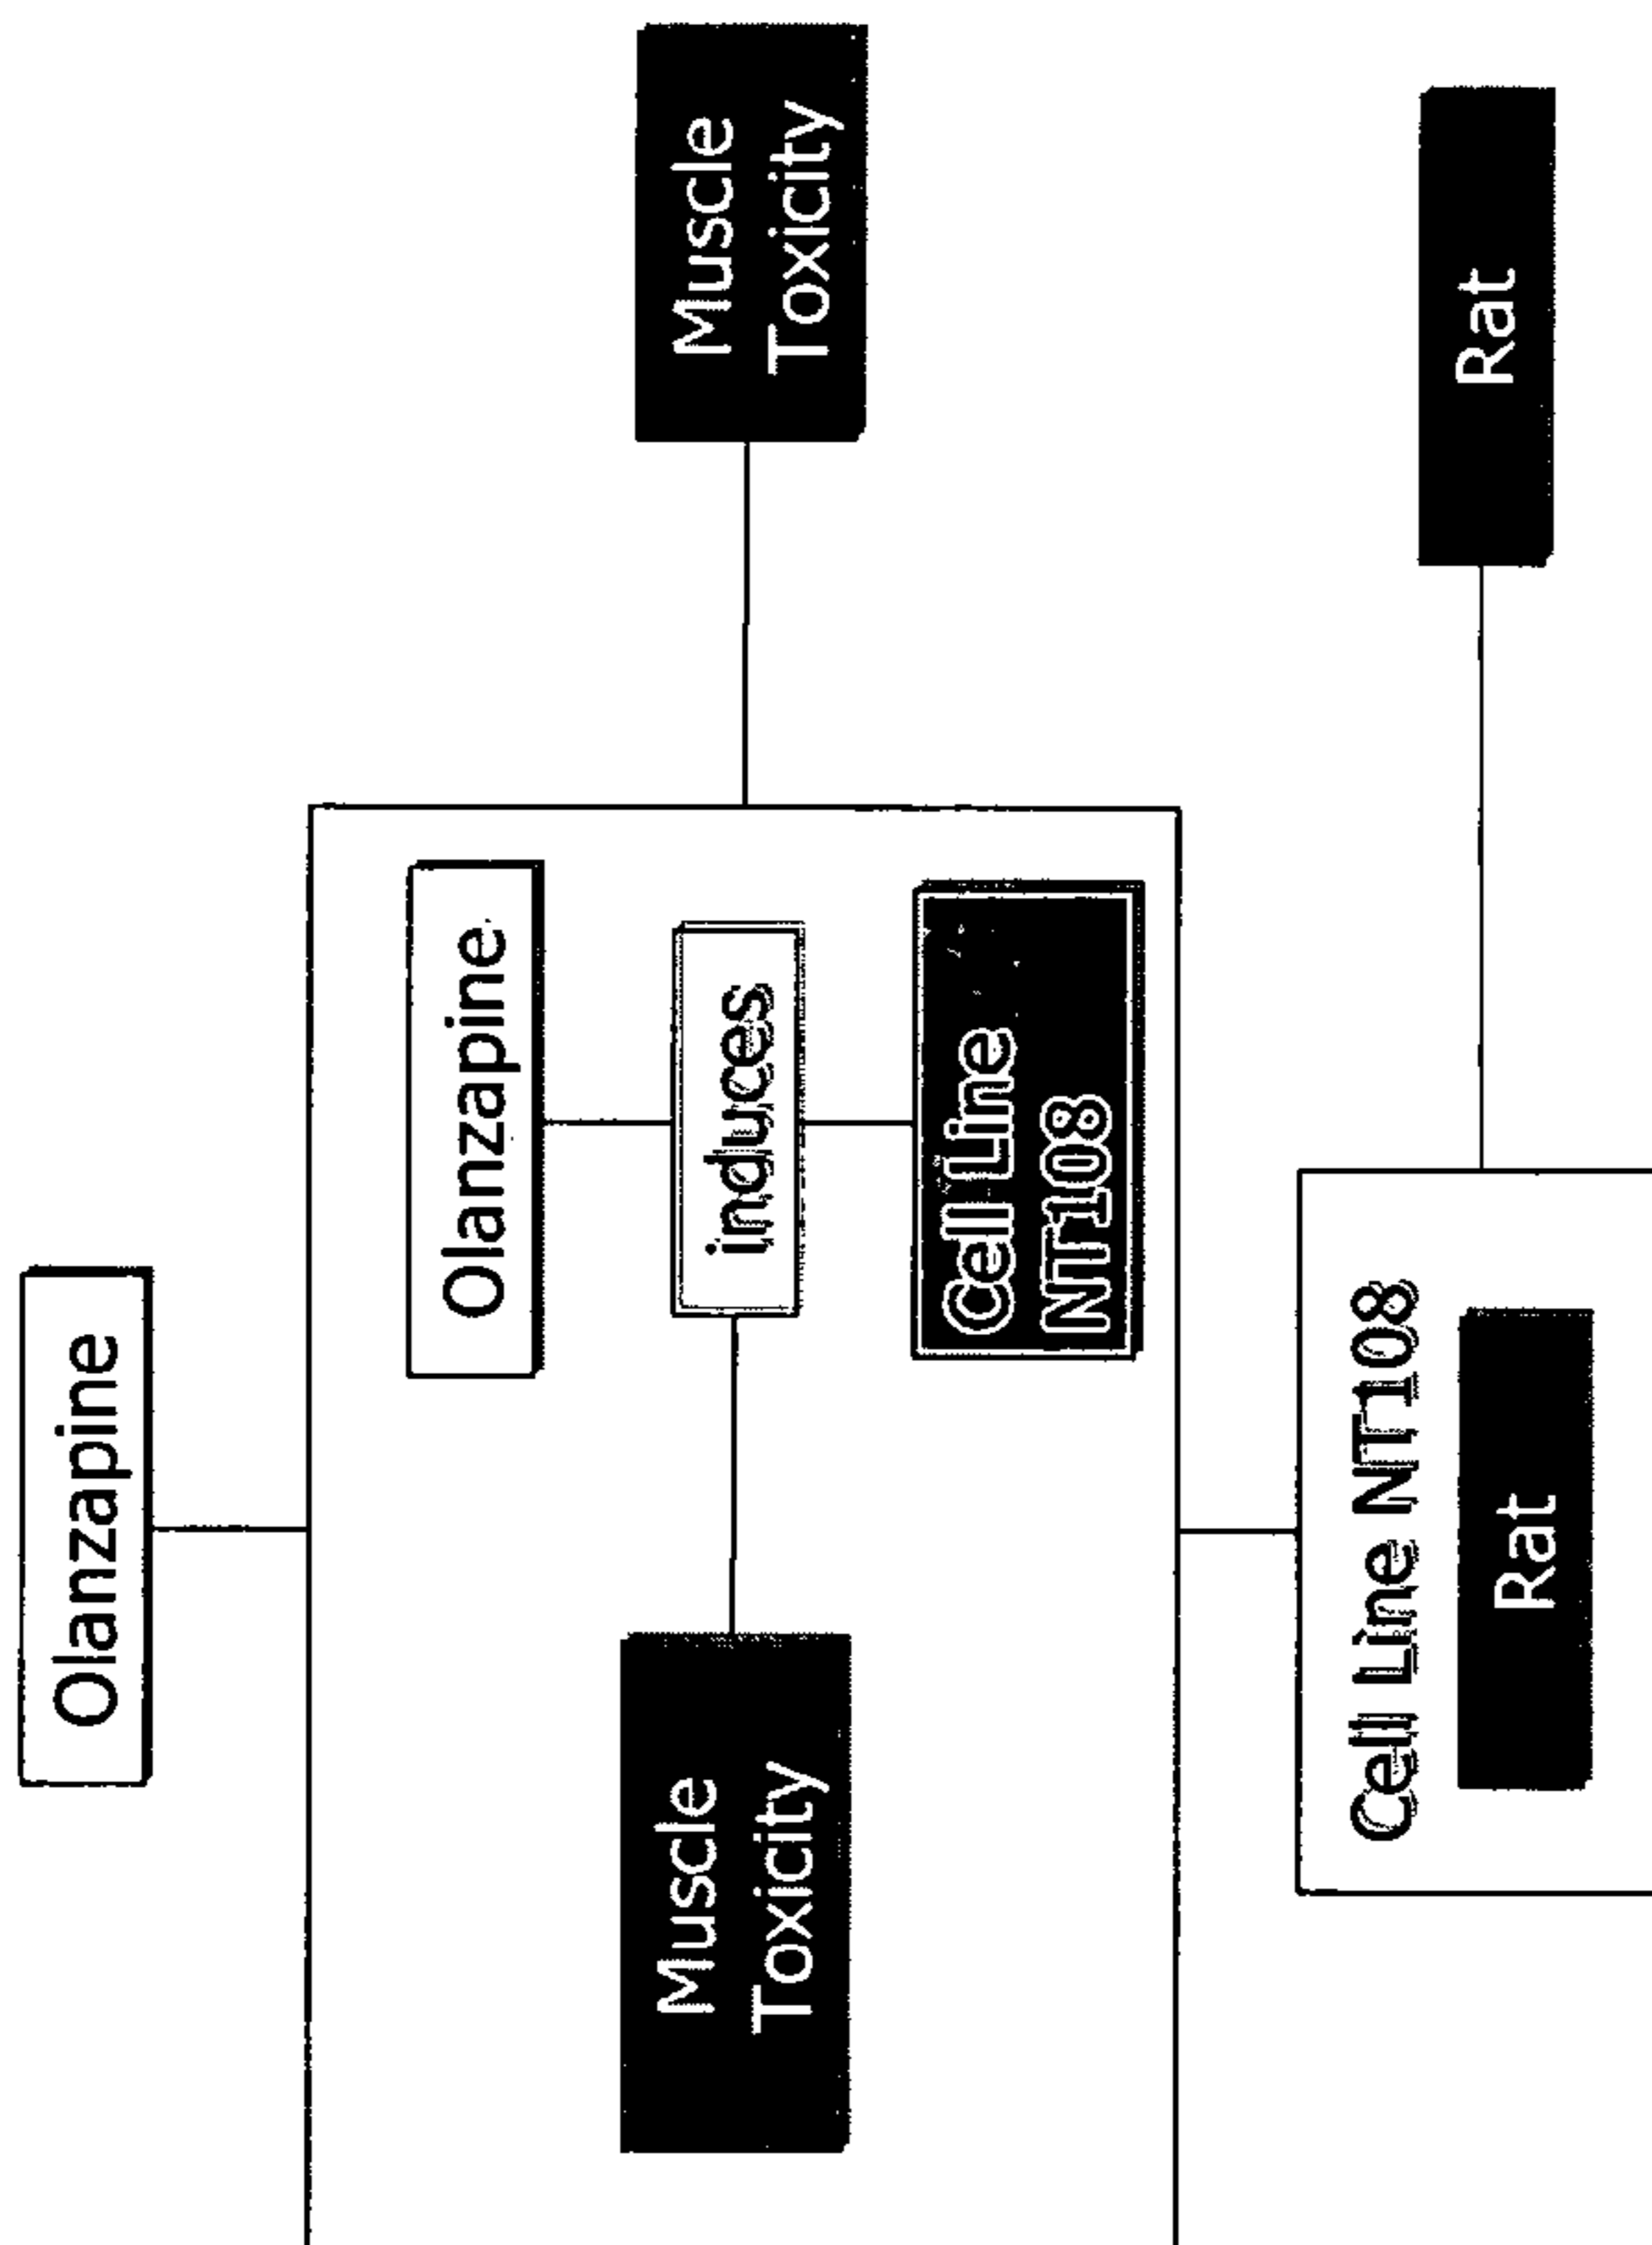 Olanzapine
Olanzapine
induces
Cell Line
NT108
Muscle
Toxicity
Muscle
Toxicity
Cell Line NT108
Rat
Rat